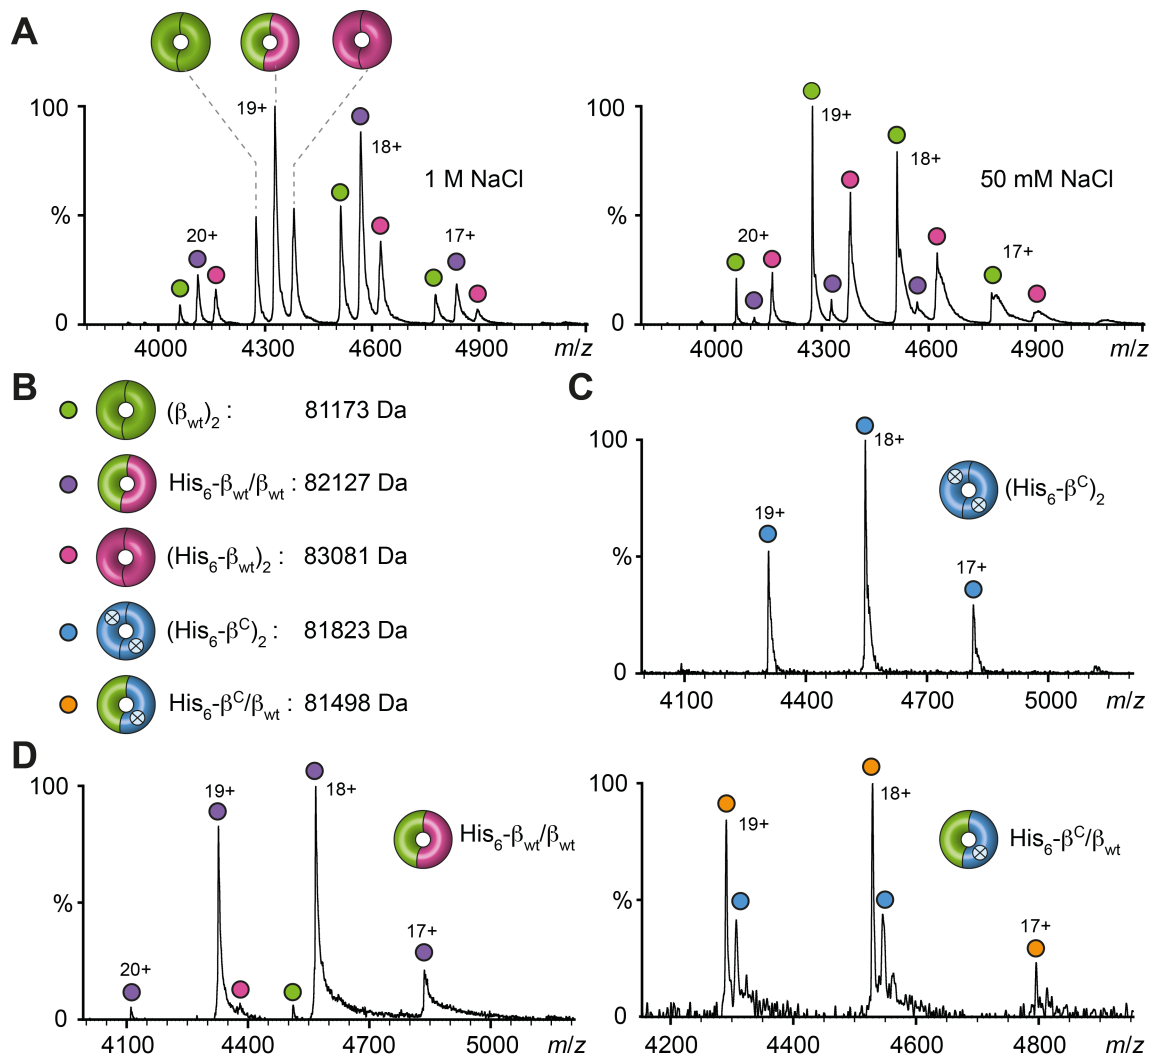 A
100
%
0
20+
19+
18+
17+
1 M NaCl
4000 4300 4600 4900 m/z
100
%
0
20+
19+
18+
17+
50 mM NaCl
4000 4300 4600 4900 m/z
B
(βwt)2 : 81173 Da
His6-βwt/βwt : 82127 Da
(His6-βwt)2 : 83081 Da
(His6-βC)2 : 81823 Da
His6-βC/βwt : 81498 Da
C
100
%
0
19+
18+
17+
(His6-βC)2
4100 4400 4700 5000 m/z
D
100
%
0
20+
19+
18+
17+
His6-βwt/βwt
4100 4400 4700 5000 m/z
100
%
0
19+
18+
17+
His6-βC/βwt
4200 4400 4600 4800 m/z